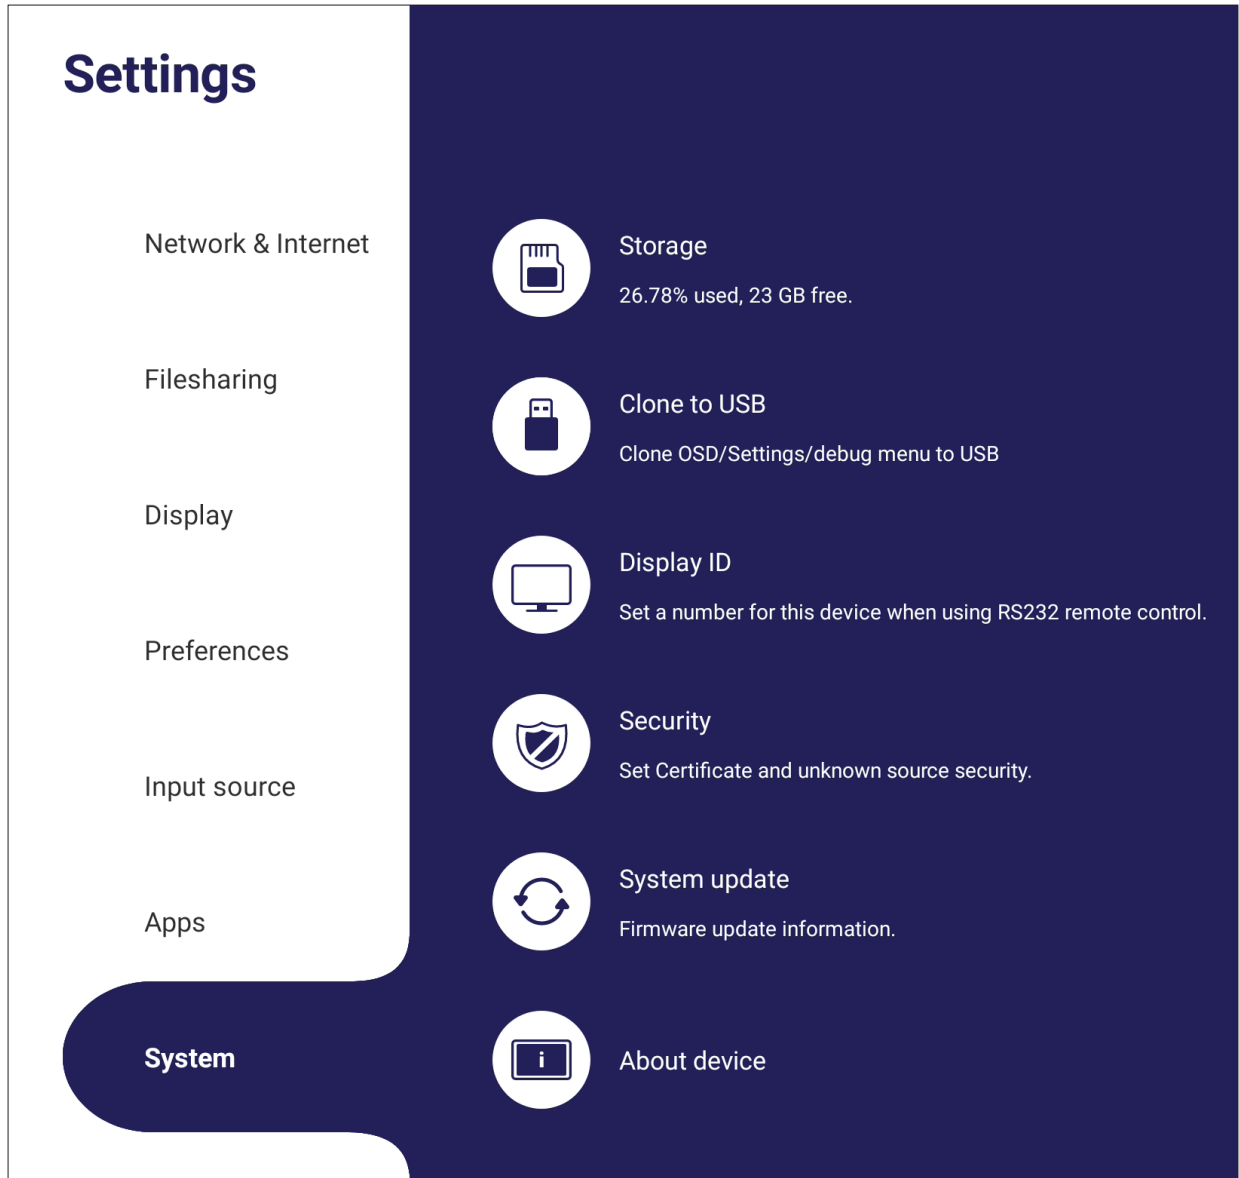 Settings
Network & Internet
Filesharing
Display
Preferences
Input source
Apps
System
Storage
26.78% used, 23 GB free.
Clone to USB
Clone OSD/Settings/debug menu to USB
Display ID
Set a number for this device when using RS232 remote control.
Security
Set Certificate and unknown source security.
System update
Firmware update information.
About device